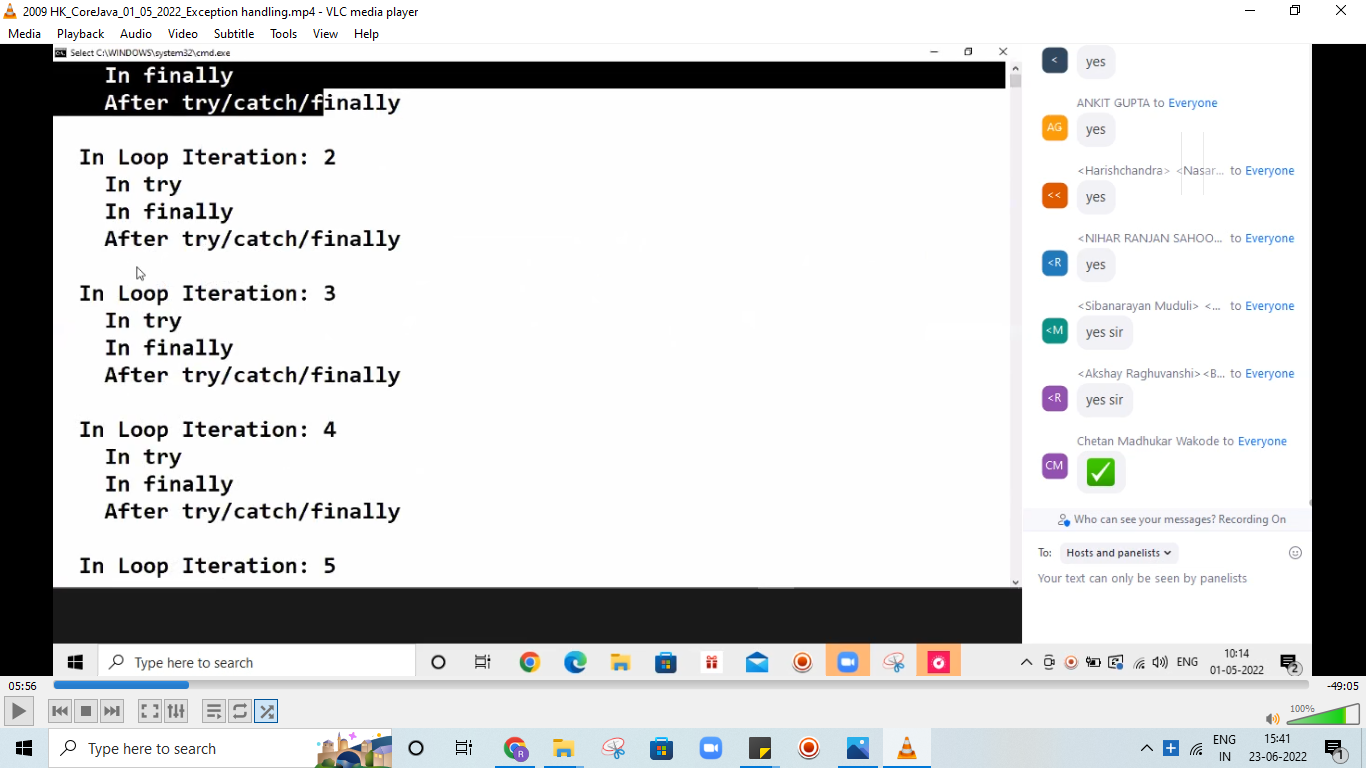 2009 HK_CoreJava_01_05_2022_Exception handling.mp4 - VLC media player
Media Playback Audio Video Subtitle Tools View Help
Select C:\WINDOWS\system32\cmd.exe
In finally
After try/catch/finally
In Loop Iteration: 2
In try
In finally
After try/catch/finally
In Loop Iteration: 3
In try
In finally
After try/catch/finally
In Loop Iteration: 4
In try
In finally
After try/catch/finally
In Loop Iteration: 5
<
yes
ANKIT GUPTA to Everyone
AG
yes
<Harishchandra> <Nasar... to Everyone
<<
yes
<NIHAR RANJAN SAHOO... to Everyone
<R
yes
<Sibanarayan Muduli> <... to Everyone
<M
yes sir
<Akshay Raghuvanshi><B... to Everyone
<R
yes sir
Chetan Madhukar Wakode to Everyone
CM
Who can see your messages? Recording On
To: Hosts and panelists
Your text can only be seen by panelists
Type here to search
ENG
10:14
01-05-2022
2
05:56
-49:05
100%
Type here to search
R
ENG
IN
15:41
23-06-2022
1